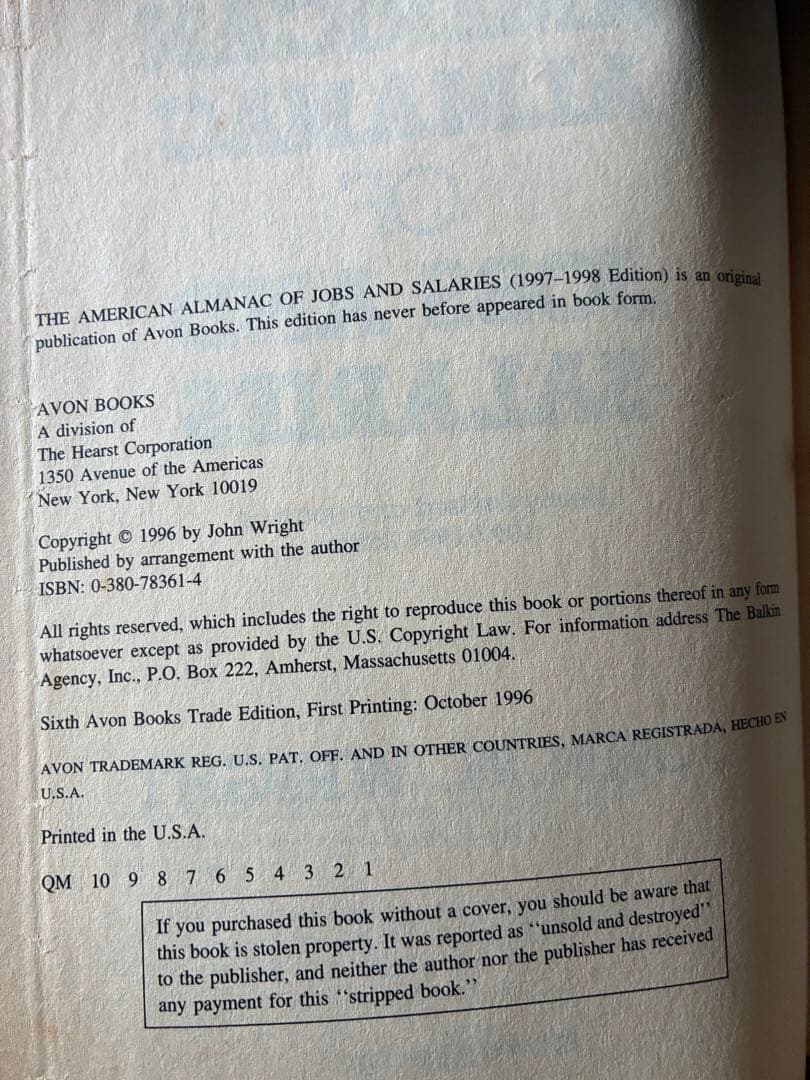 THE AMERICAN ALMANAC OF JOBS AND SALARIES (1997–1998 Edition) is an original
publication of Avon Books. This edition has never before appeared in book form.
AVON BOOKS
A division of
The Hearst Corporation
1350 Avenue of the Americas
New York, New York 10019
Copyright © 1996 by John Wright
Published by arrangement with the author
ISBN: 0-380-78361-4
All rights reserved, which includes the right to reproduce this book or portions thereof in any form
whatsoever except as provided by the U.S. Copyright Law. For information address The Balkin
Agency, Inc., P.O. Box 222, Amherst, Massachusetts 01004.
Sixth Avon Books Trade Edition, First Printing: October 1996
AVON TRADEMARK REG. U.S. PAT. OFF. AND IN OTHER COUNTRIES, MARCA REGISTRADA, HECHO EN
U.S.A.
Printed in the U.S.A.
QM 10 9 8 7 6 5 4 3 2 1
If you purchased this book without a cover, you should be aware that
this book is stolen property. It was reported as ‘‘unsold and destroyed’’
to the publisher, and neither the author nor the publisher has received
any payment for this ‘‘stripped book.’’